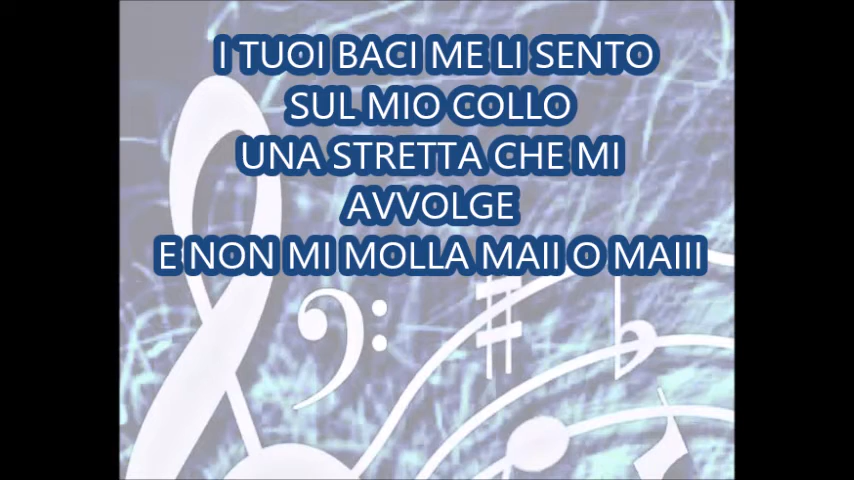 I TUOI BACI ME LI SENTO
SUL MIO COLLO
UNA STRETTA CHE MI
AVVOLGE
E NON MI MOLLA MAII O MAIII